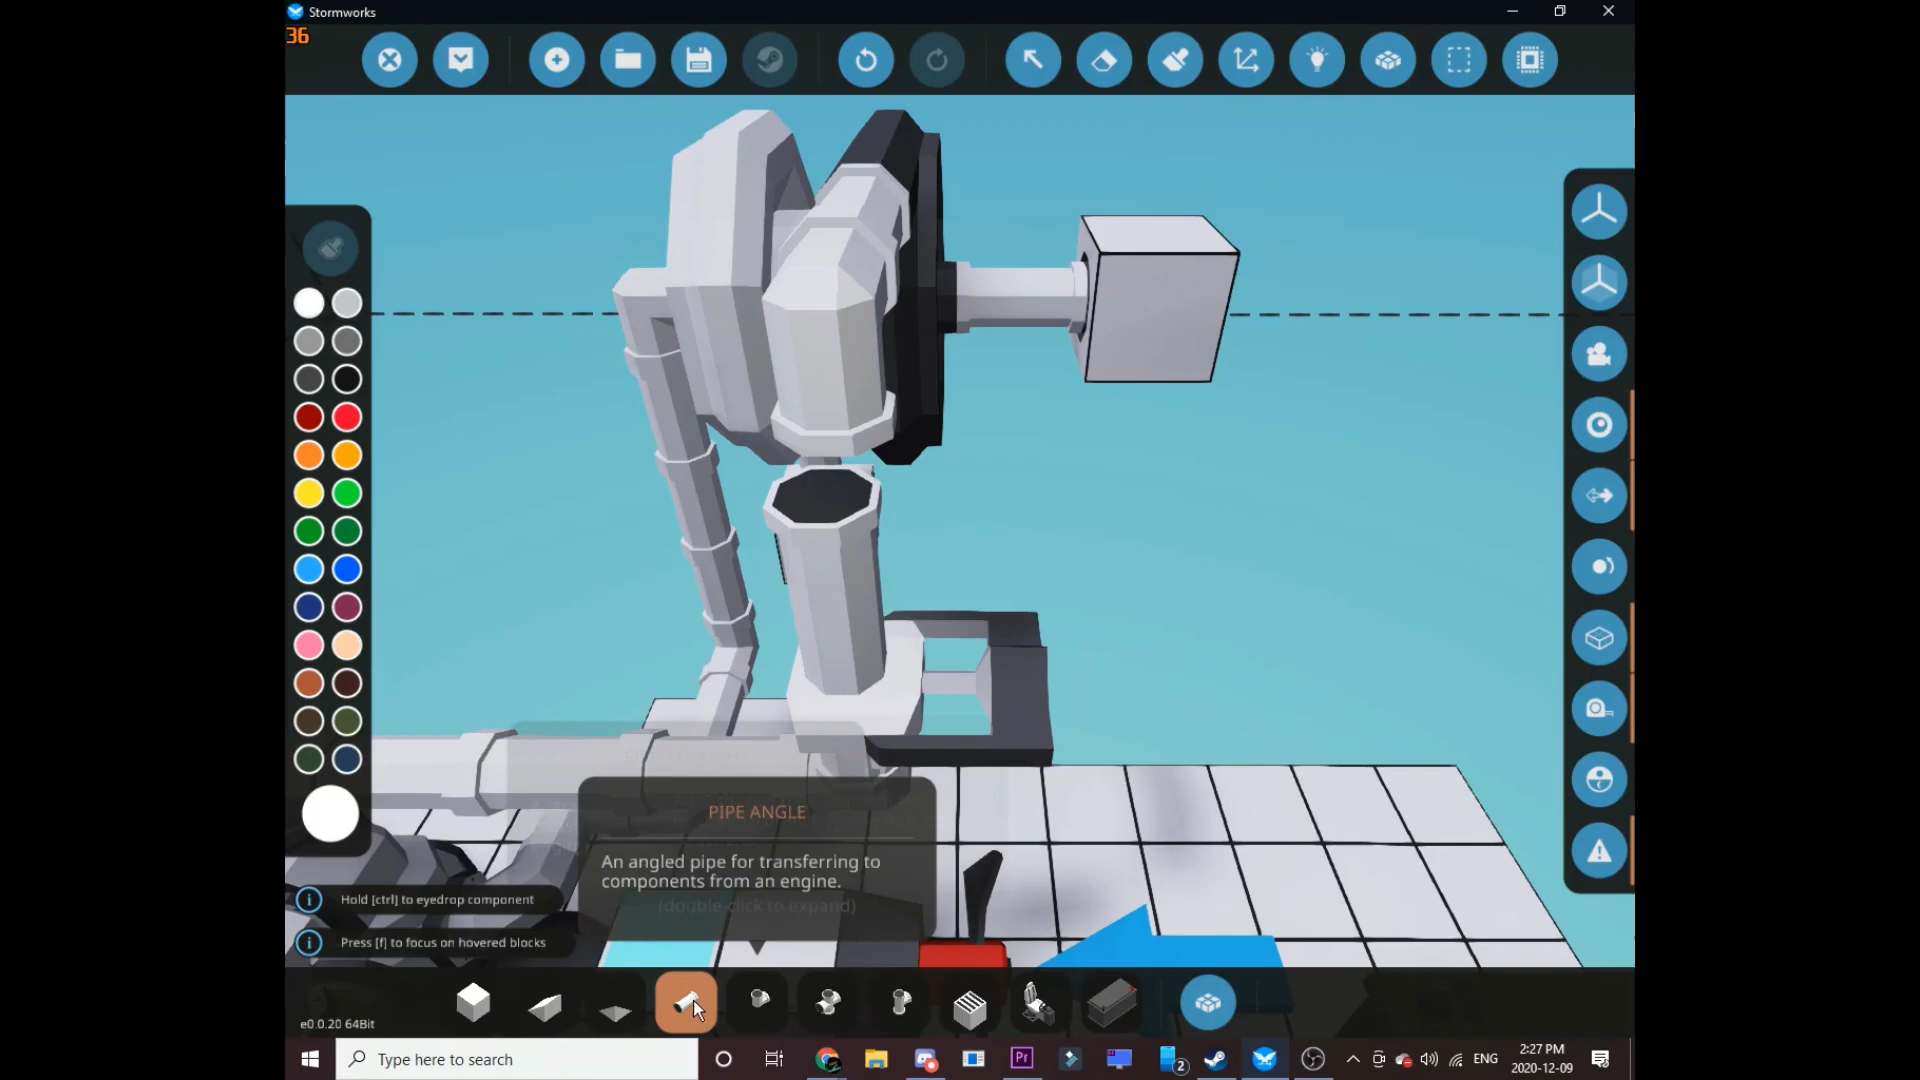 Stormworks
36
PIPE ANGLE
An angled pipe for transferring to
components from an engine.
(double-click to expand)
Hold [ctrl] to eyedrop component
Press [f] to focus on hovered blocks
e0.0.20 64Bit
Type here to search
Pr
2
ENG
2:27 PM
2020-12-09